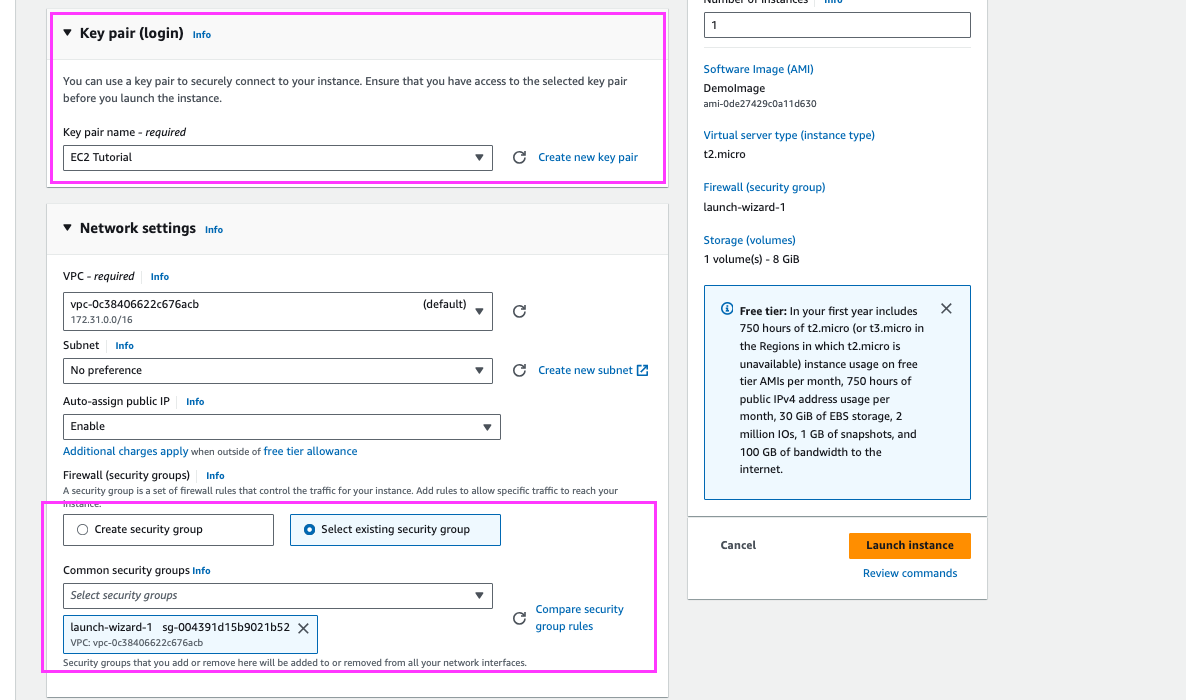 Key pair (login) Info
You can use a key pair to securely connect to your instance. Ensure that you have access to the selected key pair
before you launch the instance.
Key pair name - required
EC2 Tutorial
Create new key pair
Network settings Info
VPC - required Info
vpc-0c38406622c676acb (default)
172.31.0.0/16
Subnet Info
No preference
Create new subnet
Auto-assign public IP Info
Enable
Additional charges apply when outside of free tier allowance
Firewall (security groups) Info
A security group is a set of firewall rules that control the traffic for your instance. Add rules to allow specific traffic to reach your
instance.
Create security group
Select existing security group
Common security groups Info
Select security groups
Compare security
group rules
launch-wizard-1 sg-004391d15b9021b52
VPC: vpc-0c38406622c676acb
Security groups that you add or remove here will be added to or removed from all your network interfaces.
Number of instances Info
1
Software Image (AMI)
DemoImage
ami-0de27429c0a11d630
Virtual server type (instance type)
t2.micro
Firewall (security group)
launch-wizard-1
Storage (volumes)
1 volume(s) - 8 GiB
Free tier: In your first year includes
750 hours of t2.micro (or t3.micro in
the Regions in which t2.micro is
unavailable) instance usage on free
tier AMIs per month, 750 hours of
public IPv4 address usage per
month, 30 GiB of EBS storage, 2
million IOs, 1 GB of snapshots, and
100 GB of bandwidth to the
internet.
Cancel
Launch instance
Review commands